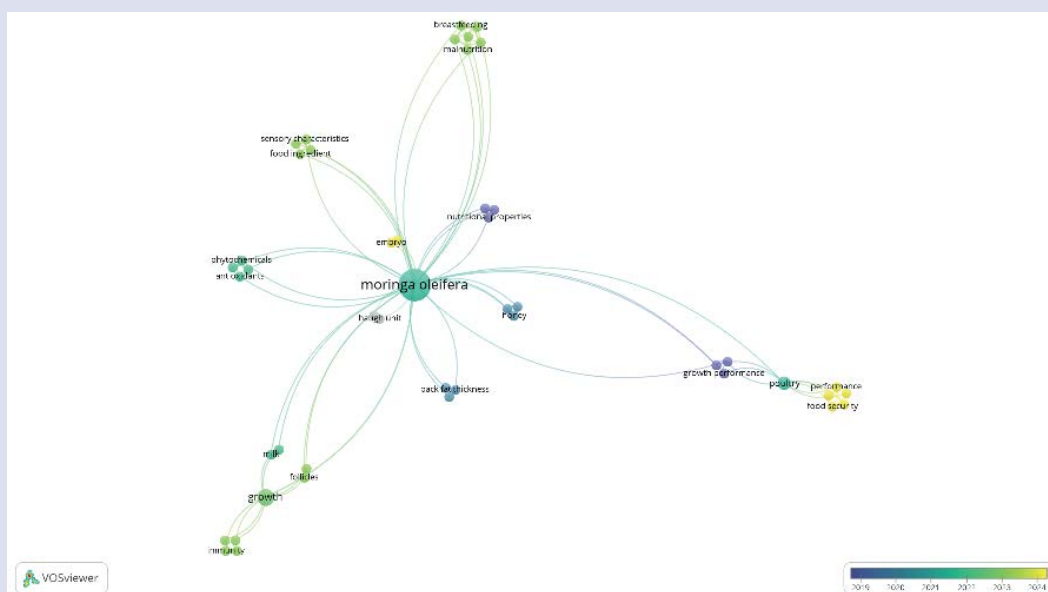 breastfeeding
malnutrition
sensory characteristics
food ingredient
nutritional properties
embryo
phytochemicals
antioxidants
moringa oleifera
haugh unit
honey
growth performance
poultry
performance
food security
back fat thickness
milk
follicles
growth
immunity
VOSviewer
2019 2020 2021 2022 2023 2024